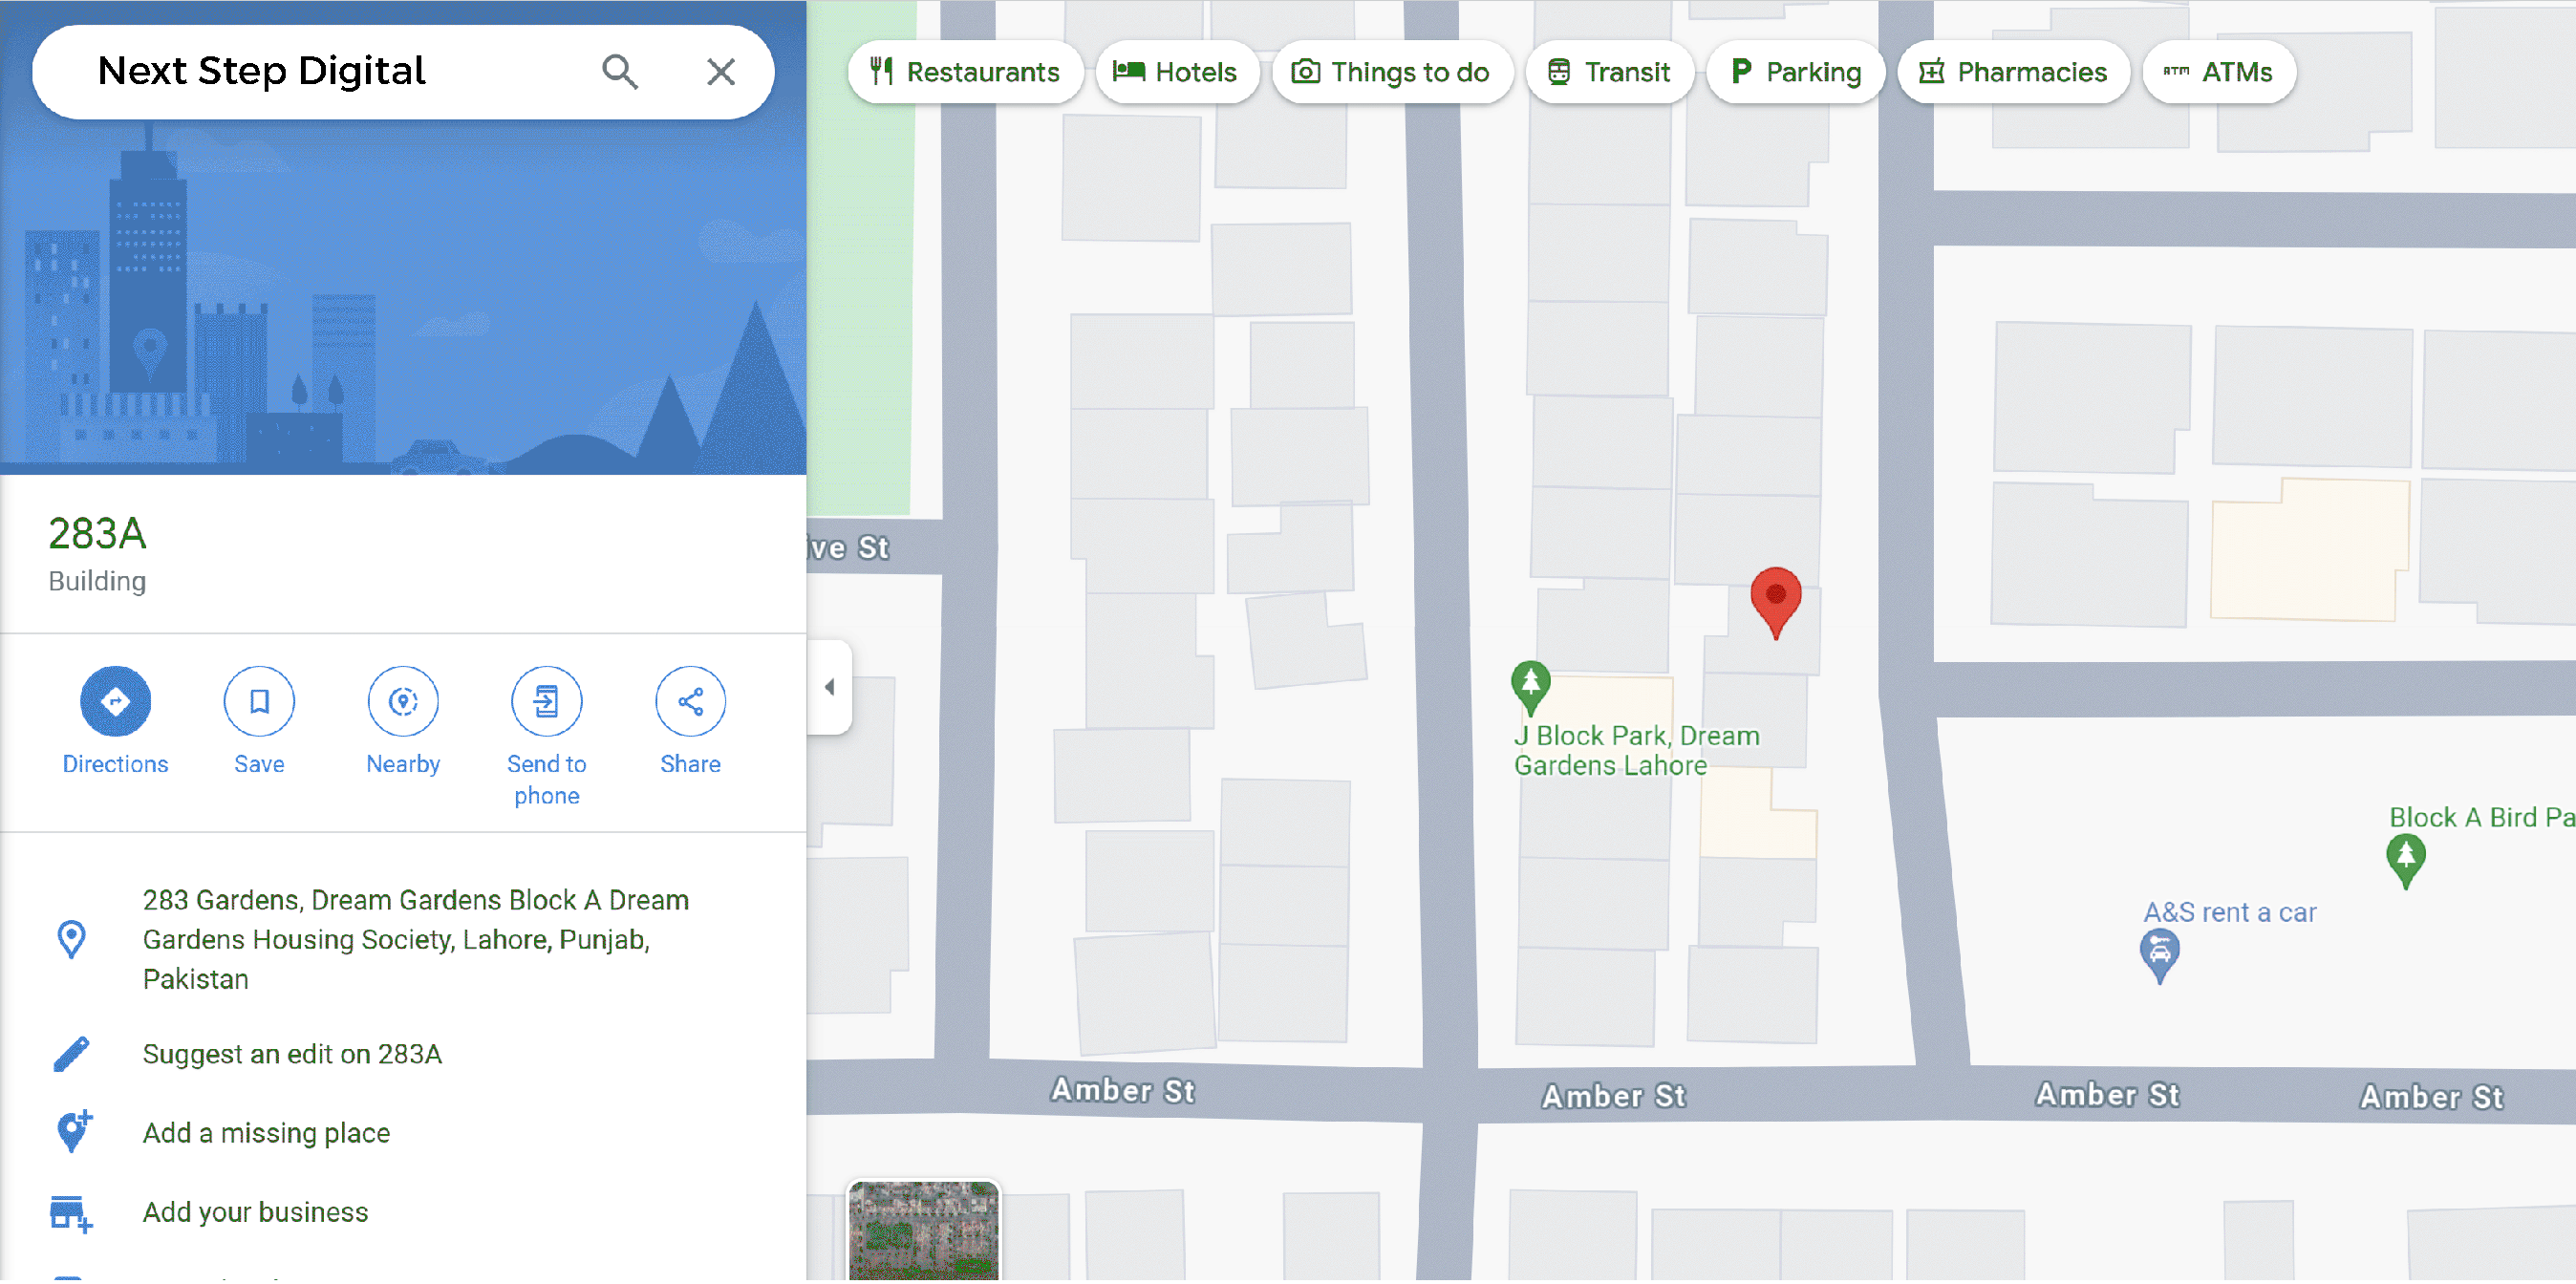 Next Step Digital
Restaurants
Hotels
Things to do
Transit
P Parking
Pharmacies
ATM ATMs
283A
Building
Directions
Save
Nearby
Send to
phone
Share
283 Gardens, Dream Gardens Block A Dream
Gardens Housing Society, Lahore, Punjab,
Pakistan
Suggest an edit on 283A
Add a missing place
Add your business
ve St
J Block Park, Dream
Gardens Lahore
Block A Bird Pa
A&S rent a car
Amber St
Amber St
Amber St
Amber St